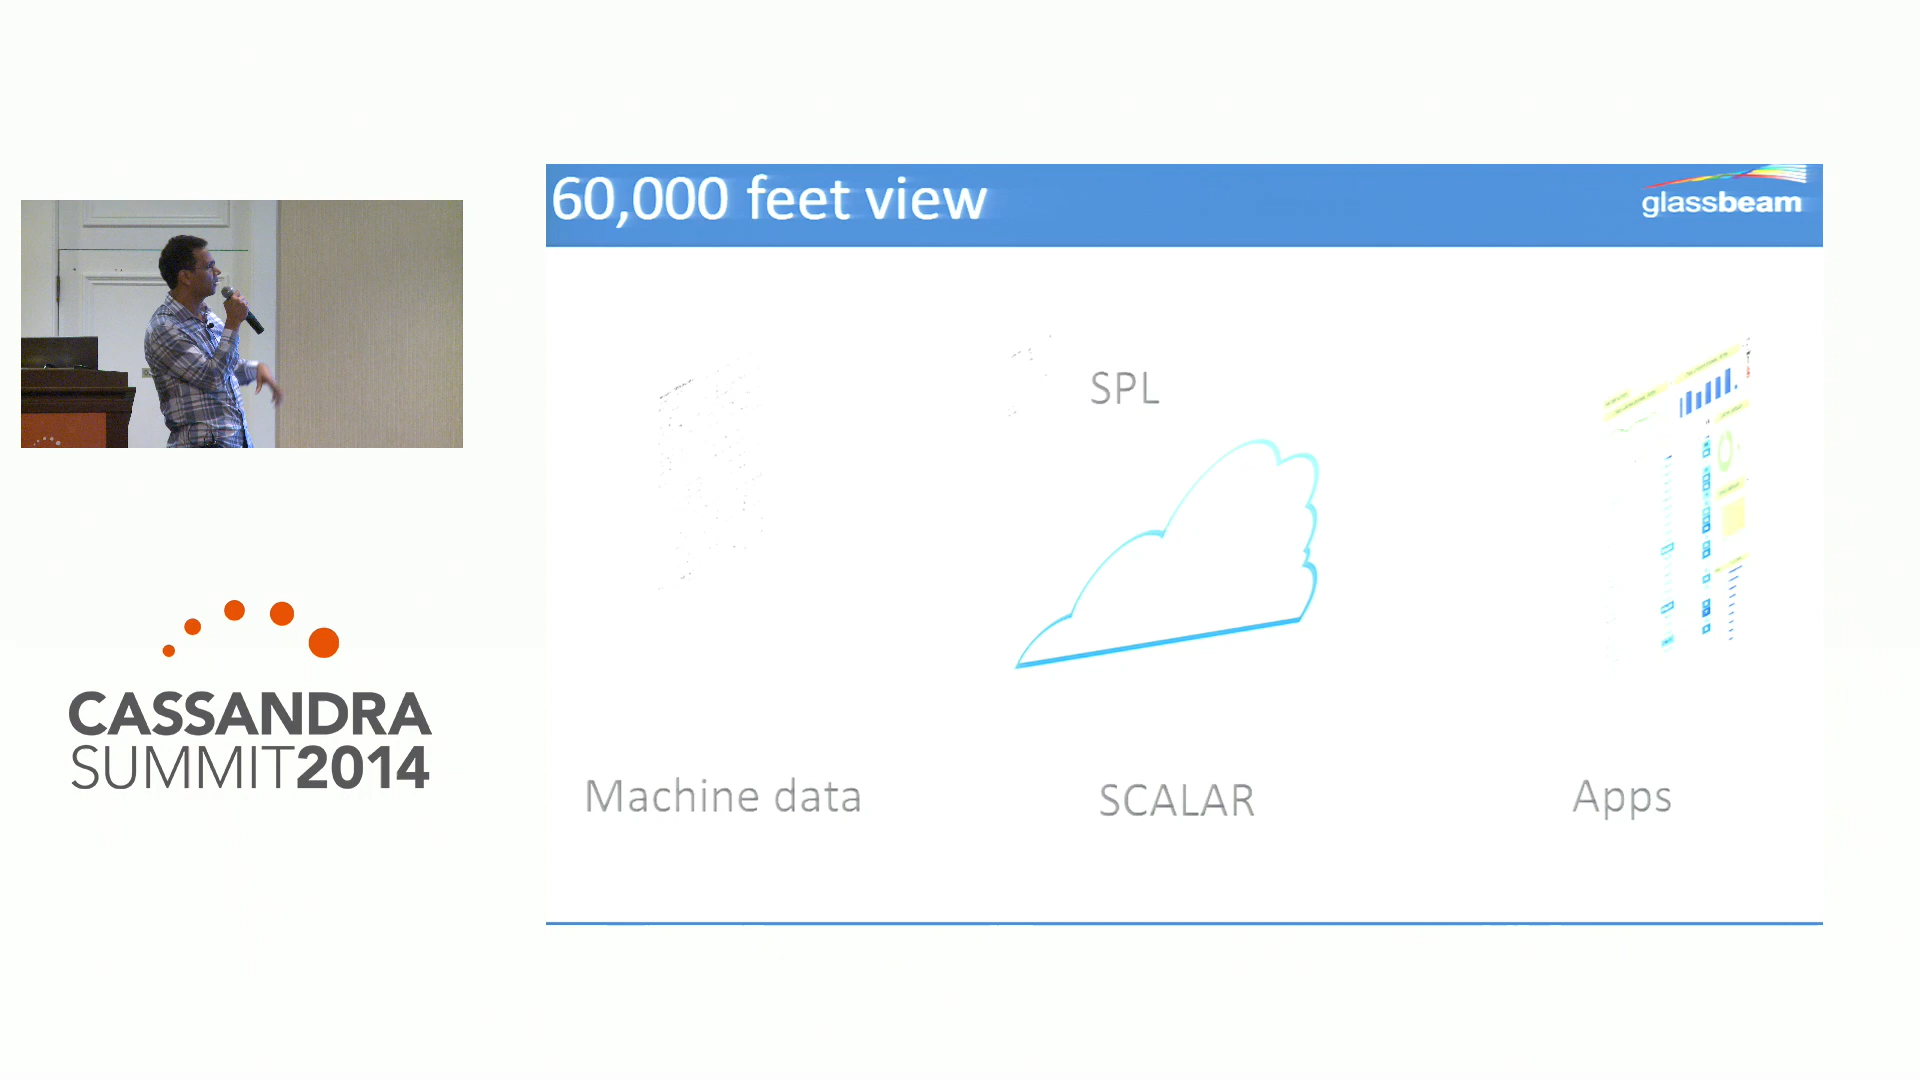 60,000 feet view
glassbeam
SPL
Machine data
SCALAR
Apps
CASSANDRA
SUMMIT2014